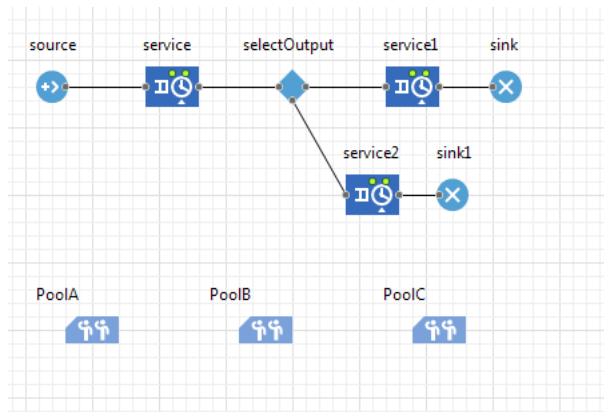 source service selectOutput service1 sink
service2 sink1
PoolA PoolB PoolC